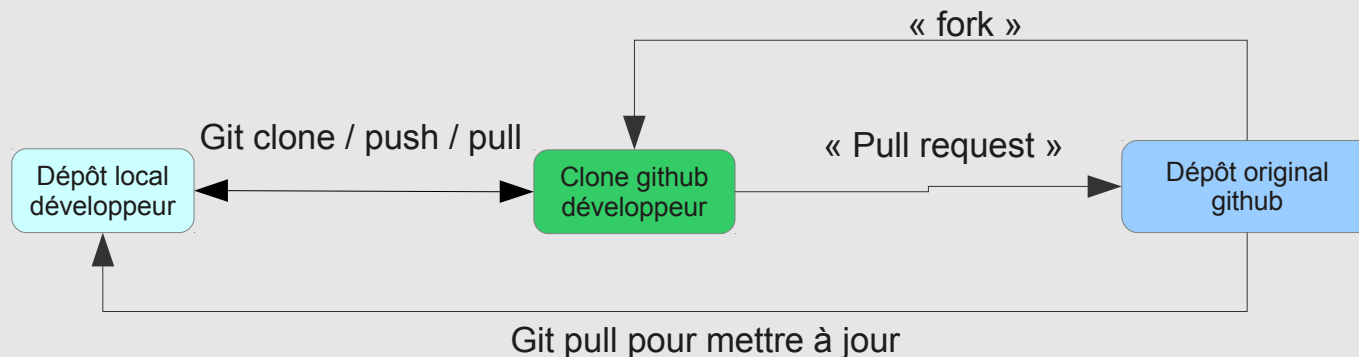 « fork »
Git clone / push / pull
« Pull request »
Dépôt local
développeur
Clone github
développeur
Dépôt original
github
Git pull pour mettre à jour